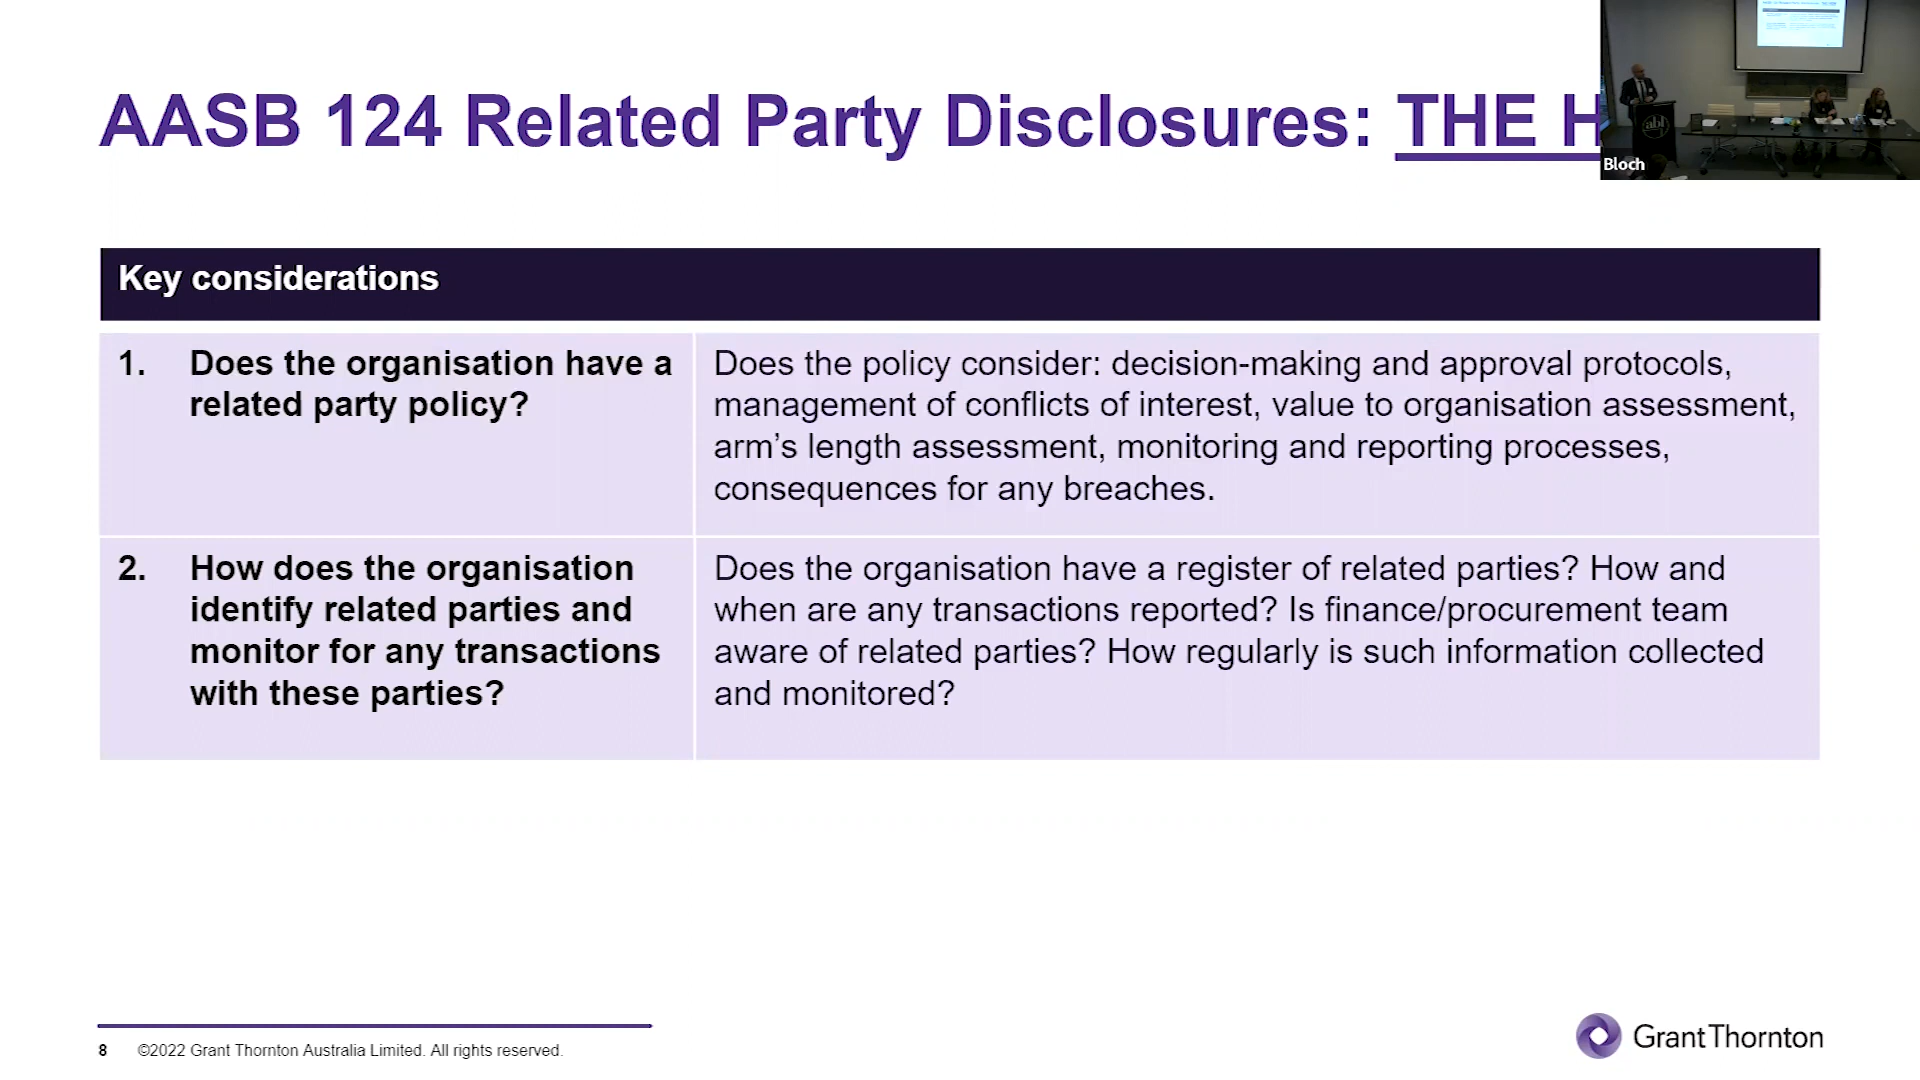 AASB 124 Related Party Disclosures: THE H
Bloch
Key considerations
1. Does the organisation have a
related party policy?
Does the policy consider: decision-making and approval protocols,
management of conflicts of interest, value to organisation assessment,
arm’s length assessment, monitoring and reporting processes,
consequences for any breaches.
2. How does the organisation
identify related parties and
monitor for any transactions
with these parties?
Does the organisation have a register of related parties? How and
when are any transactions reported? Is finance/procurement team
aware of related parties? How regularly is such information collected
and monitored?
8 ©2022 Grant Thornton Australia Limited. All rights reserved.
GrantThornton